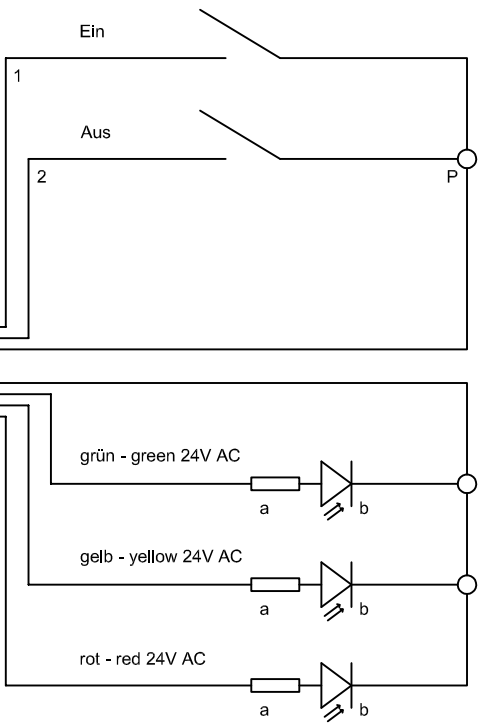 Ein
1
Aus
2
P
grün - green 24V AC
a
b
gelb - yellow 24V AC
a
b
rot - red 24V AC
a
b